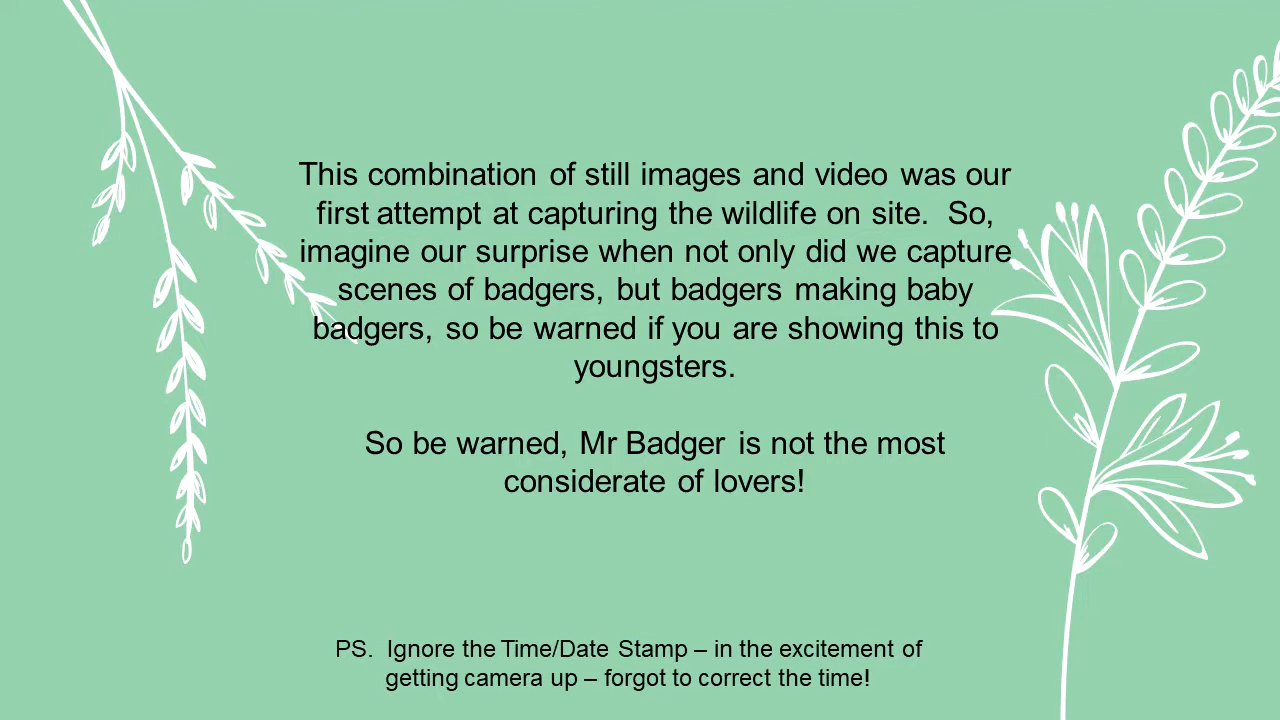 This combination of still images and video was our
first attempt at capturing the wildlife on site.  So,
imagine our surprise when not only did we capture
scenes of badgers, but badgers making baby
badgers, so be warned if you are showing this to
youngsters.
So be warned, Mr Badger is not the most
considerate of lovers!
PS.  Ignore the Time/Date Stamp – in the excitement of
getting camera up – forgot to correct the time!